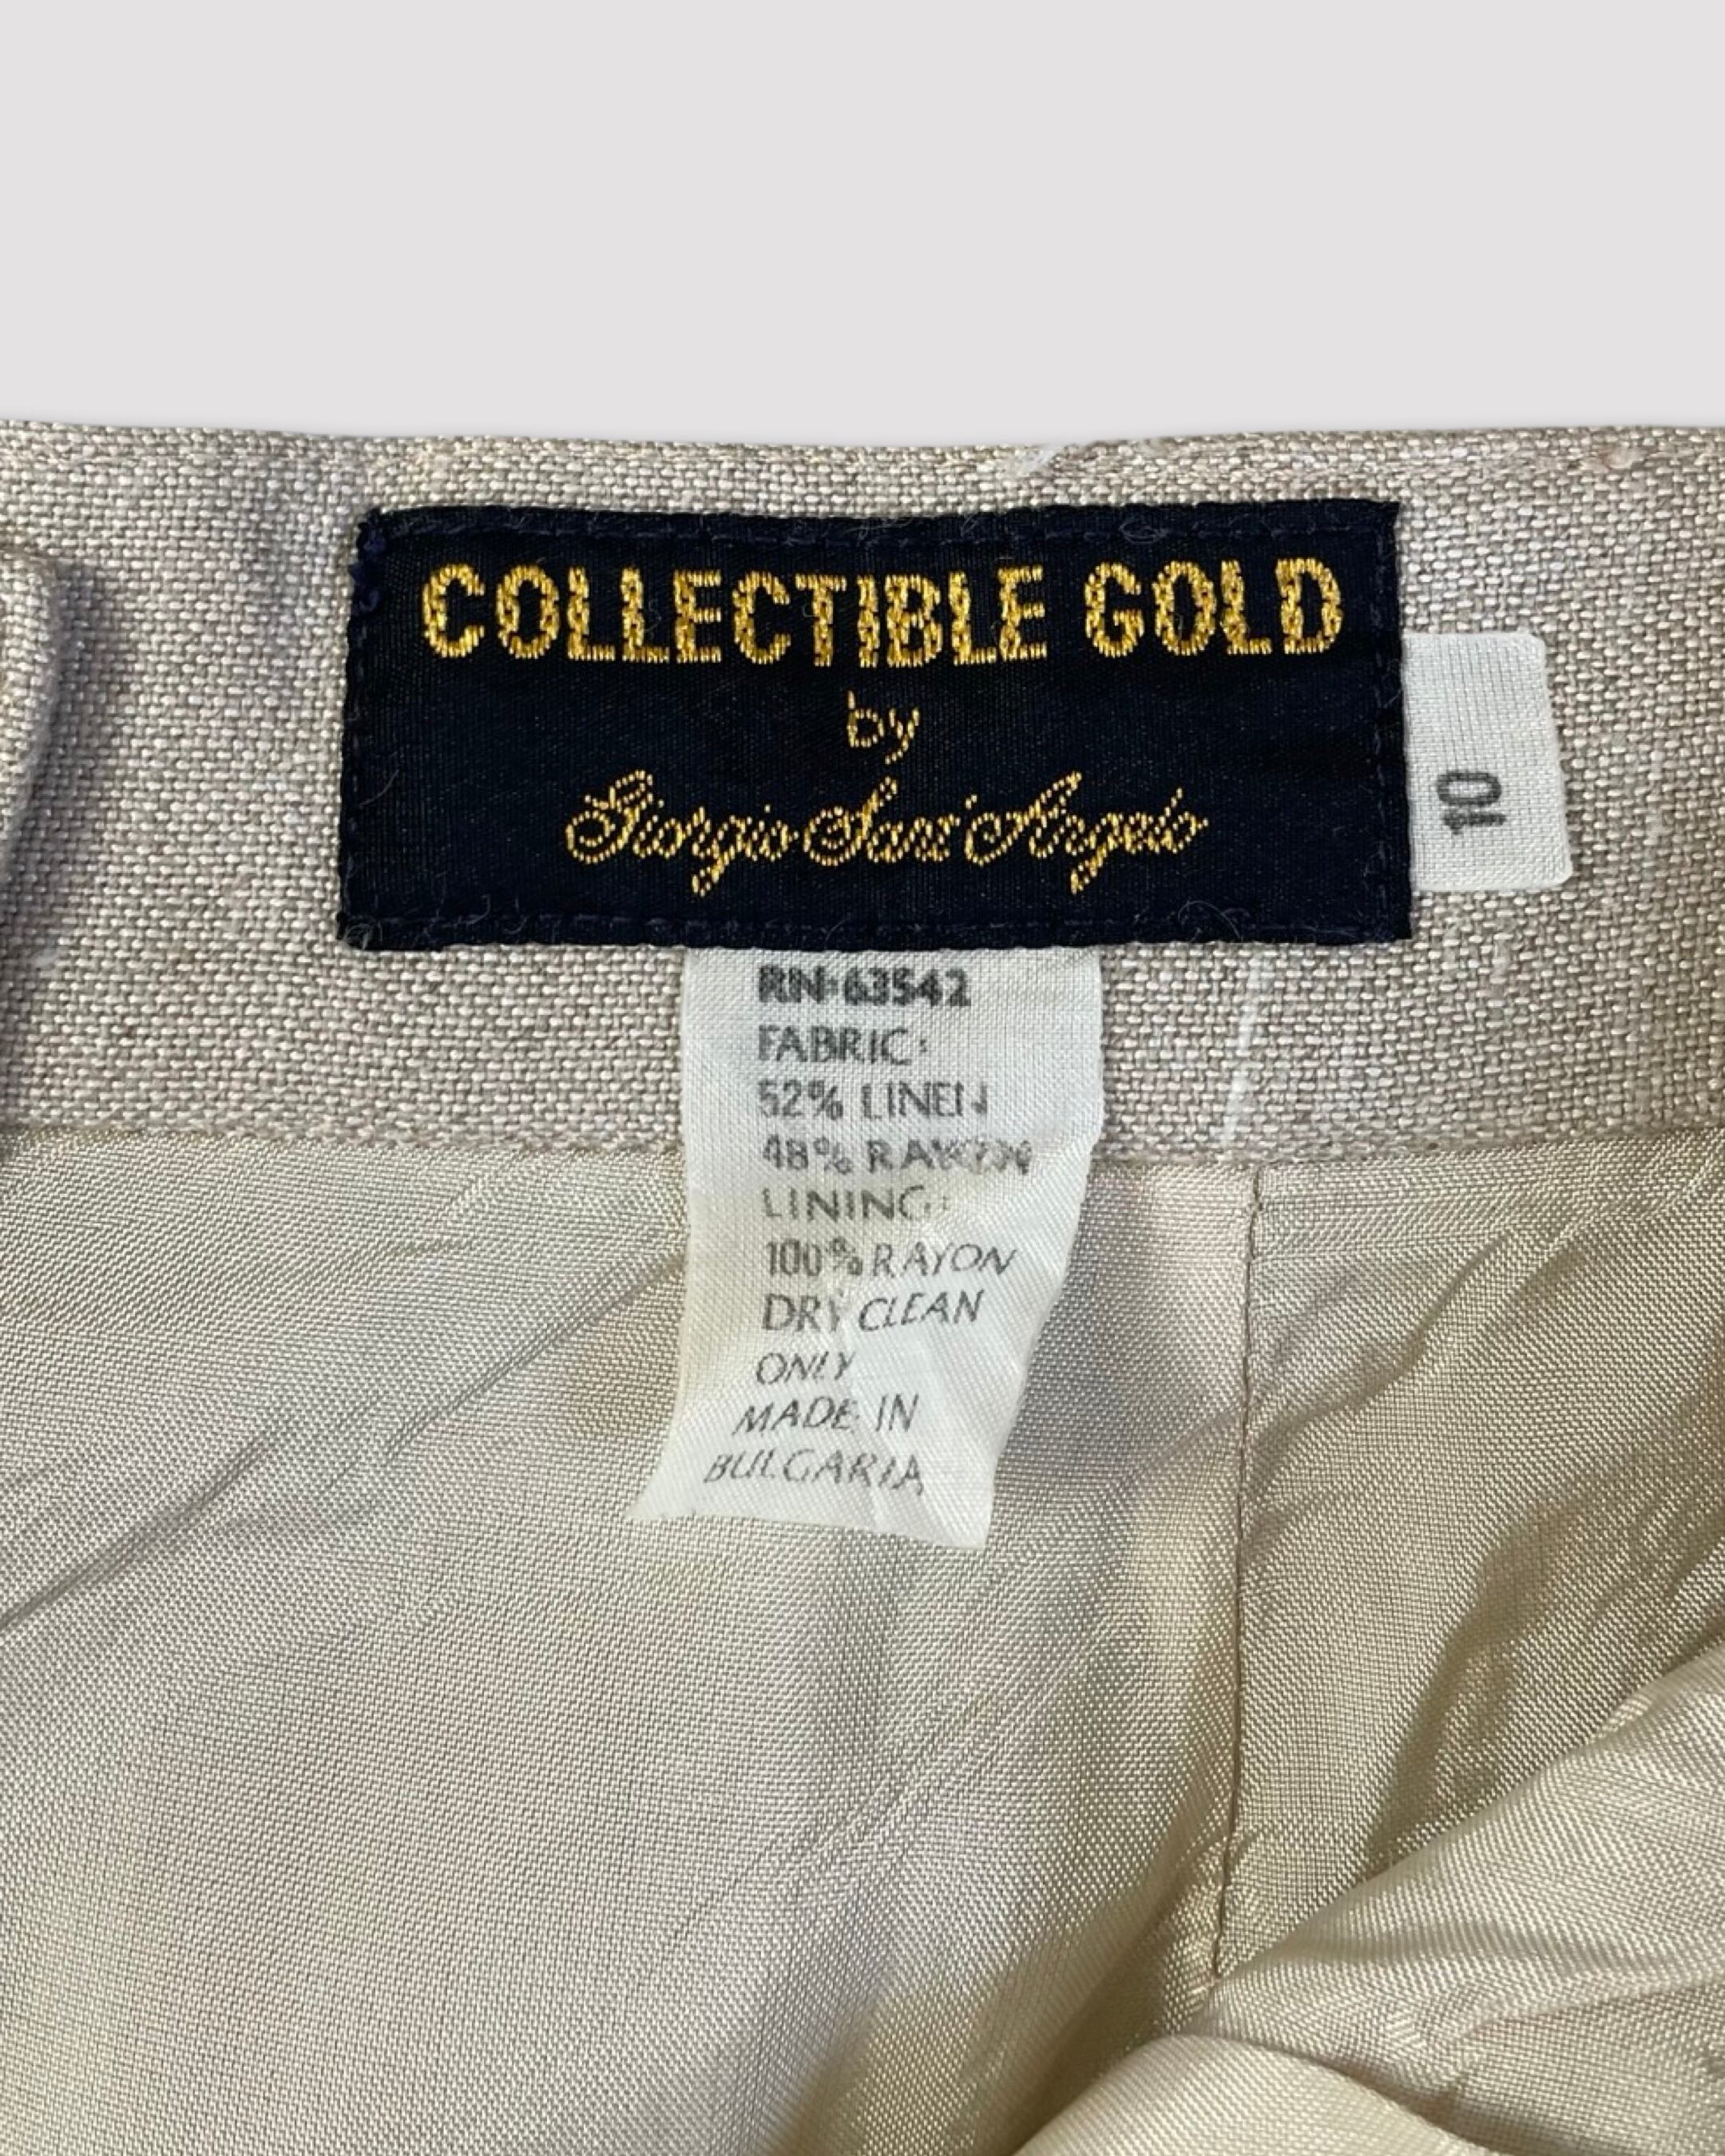 COLLECTIBLE GOLD
by
Giorgio Sant'Angelo
10
RN·63542
FABRIC:
52% LINEN
48% RAYON
LINING:
100% RAYON
DRY CLEAN
ONLY
MADE IN
BULGARIA